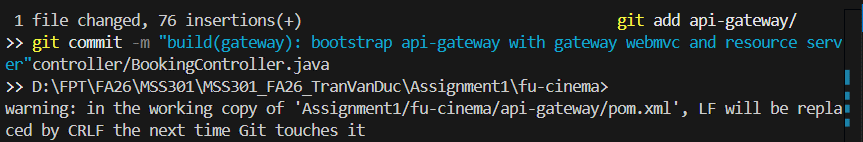 1 file changed, 76 insertions(+) git add api-gateway/
>> git commit -m "build(gateway): bootstrap api-gateway with gateway webmvc and resource serv
er"controller/BookingController.java
>> D:\FPT\FA26\MSS301\MSS301_FA26_TranVanDuc\Assignment1\fu-cinema>
warning: in the working copy of 'Assignment1/fu-cinema/api-gateway/pom.xml', LF will be repla
ced by CRLF the next time Git touches it